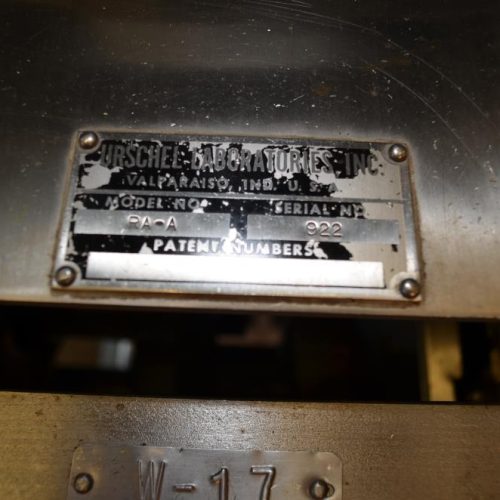 URSCHEL LABORATORIES, INC
VALPARAISO, IND. U. S. A
MODEL NO. SERIAL NO.
RA-A 922
PATENT NUMBERS
W-17